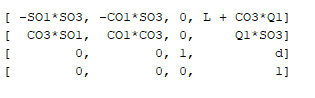 [ -SO1*SO3, -CO1*SO3, 0, L + CO3*Q1]
[ CO3*SO1, CO1*CO3, 0, Q1*SO3]
[ 0, 0, 1, d]
[ 0, 0, 0, 1]